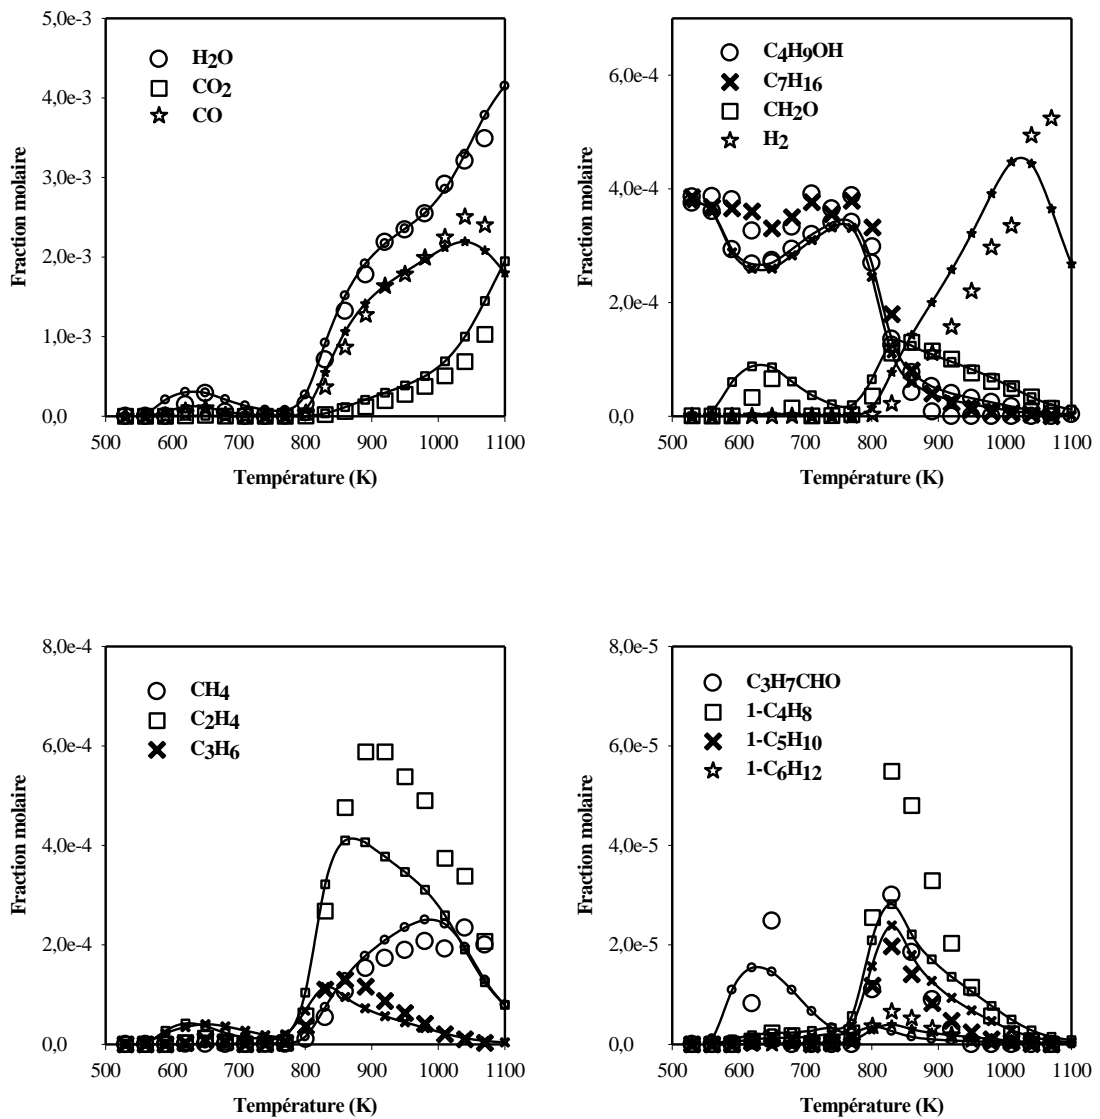 5,0e-3
4,0e-3
3,0e-3
2,0e-3
1,0e-3
0,0
Fraction molaire
H2O
CO2
CO
500 600 700 800 900 1000 1100
Température (K)
6,0e-4
4,0e-4
2,0e-4
0,0
Fraction molaire
C4H9OH
C7H16
CH2O
H2
500 600 700 800 900 1000 1100
Température (K)
8,0e-4
6,0e-4
4,0e-4
2,0e-4
0,0
Fraction molaire
CH4
C2H4
C3H6
500 600 700 800 900 1000 1100
Température (K)
8,0e-5
6,0e-5
4,0e-5
2,0e-5
0,0
Fraction molaire
C3H7CHO
1-C4H8
1-C5H10
1-C6H12
500 600 700 800 900 1000 1100
Température (K)